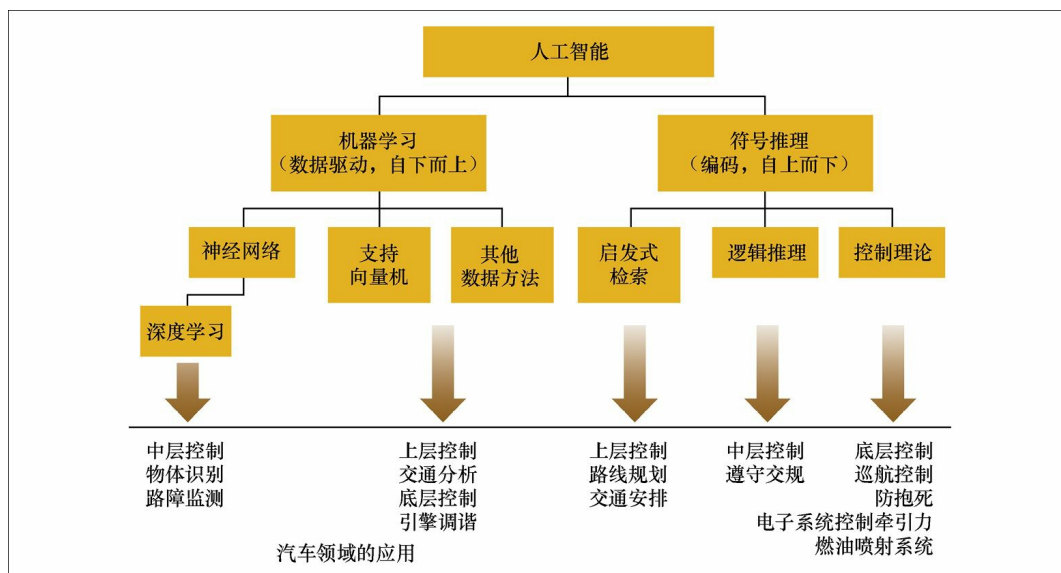 人工智能
机器学习
（数据驱动，自下而上）
符号推理
（编码，自上而下）
神经网络
支持
向量机
其他
数据方法
启发式
检索
逻辑推理
控制理论
深度学习
中层控制
物体识别
路障监测
上层控制
交通分析
底层控制
引擎调谐
上层控制
路线规划
交通安排
中层控制
遵守交规
底层控制
巡航控制
防抱死
电子系统控制牵引力
燃油喷射系统
汽车领域的应用